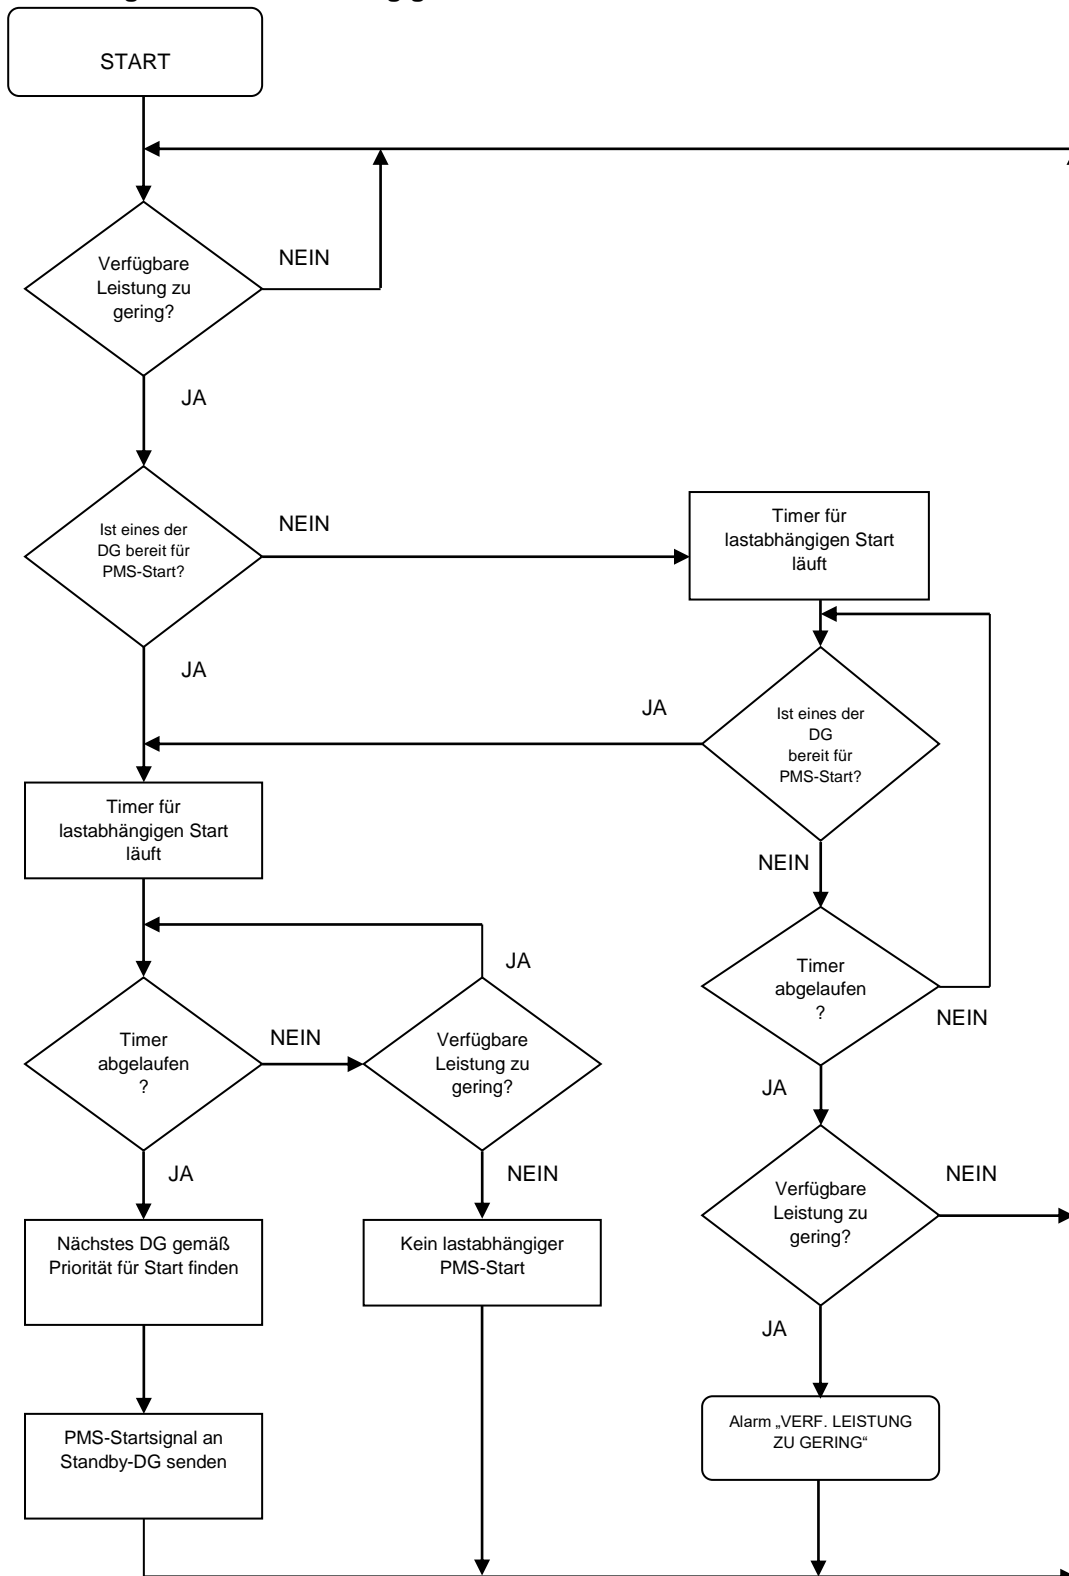 START
Verfügbare
Leistung zu
gering?
NEIN
JA
Ist eines der
DG bereit für
PMS-Start?
NEIN
Timer für
lastabhängigen Start
läuft
JA
JA
Ist eines der
DG
bereit für
PMS-Start?
Timer für
lastabhängigen Start
läuft
NEIN
JA
Timer
abgelaufen
?
NEIN
Timer
abgelaufen
?
NEIN
Verfügbare
Leistung zu
gering?
JA
JA
NEIN
Verfügbare
Leistung zu
gering?
NEIN
Nächstes DG gemäß
Priorität für Start finden
Kein lastabhängiger
PMS-Start
JA
PMS-Startsignal an
Standby-DG senden
Alarm „VERF. LEISTUNG
ZU GERING“